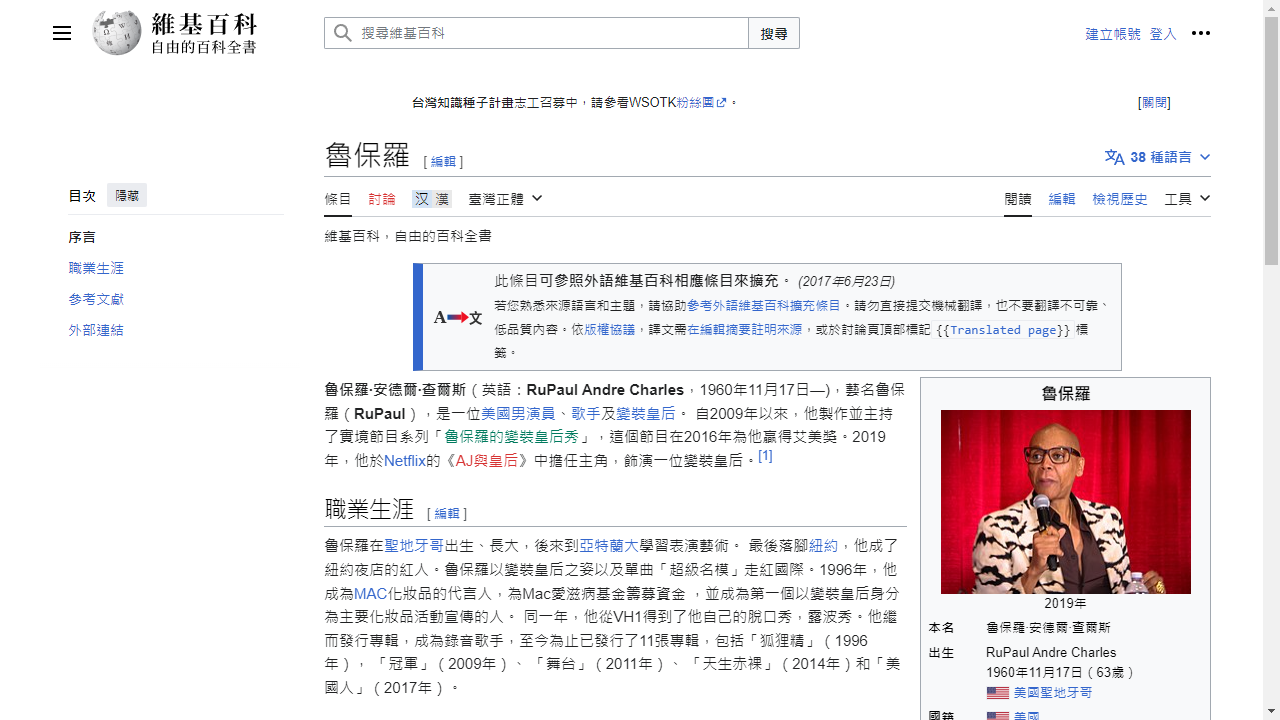 維基百科
自由的百科全書
搜尋維基百科
搜尋
建立帳號 登入
台灣知識種子計畫志工召募中，請參看WSOTK粉絲團。
[關閉]
魯保羅 [編輯]
38 種語言
目次 隱藏
序言
職業生涯
參考文獻
外部連結
條目 討論 汉 漢 臺灣正體
閱讀 編輯 檢視歷史 工具
維基百科，自由的百科全書
此條目可參照外語維基百科相應條目來擴充。 (2017年6月23日)
若您熟悉來源語言和主題，請協助參考外語維基百科擴充條目。請勿直接提交機械翻譯，也不要翻譯不可靠、
低品質內容。依版權協議，譯文需在編輯摘要註明來源，或於討論頁頂部標記{{Translated page}}標
籤。
魯保羅·安德爾·查爾斯（英語：RuPaul Andre Charles，1960年11月17日—)，藝名魯保
羅（RuPaul），是一位美國男演員、歌手及變裝皇后。 自2009年以來，他製作並主持
了實境節目系列「魯保羅的變裝皇后秀」，這個節目在2016年為他贏得艾美獎。2019
年，他於Netflix的《AJ與皇后》中擔任主角，飾演一位變裝皇后。[1]
職業生涯 [編輯]
魯保羅在聖地牙哥出生、長大，後來到亞特蘭大學習表演藝術。 最後落腳紐約，他成了
紐約夜店的紅人。魯保羅以變裝皇后之姿以及單曲「超級名模」走紅國際。1996年，他
成為MAC化妝品的代言人，為Mac愛滋病基金籌募資金 ，並成為第一個以變裝皇后身分
為主要化妝品活動宣傳的人。 同一年，他從VH1得到了他自己的脫口秀，露波秀。他繼
而發行專輯，成為錄音歌手，至今為止已發行了11張專輯，包括「狐狸精」（1996
年）， 「冠軍」（2009年）、 「舞台」（2011年）、 「天生赤裸」（2014年）和「美
國人」（2017年）。
魯保羅
2019年
本名 魯保羅·安德爾·查爾斯
出生 RuPaul Andre Charles
1960年11月17日（63歲）
美國聖地牙哥
國籍 美國